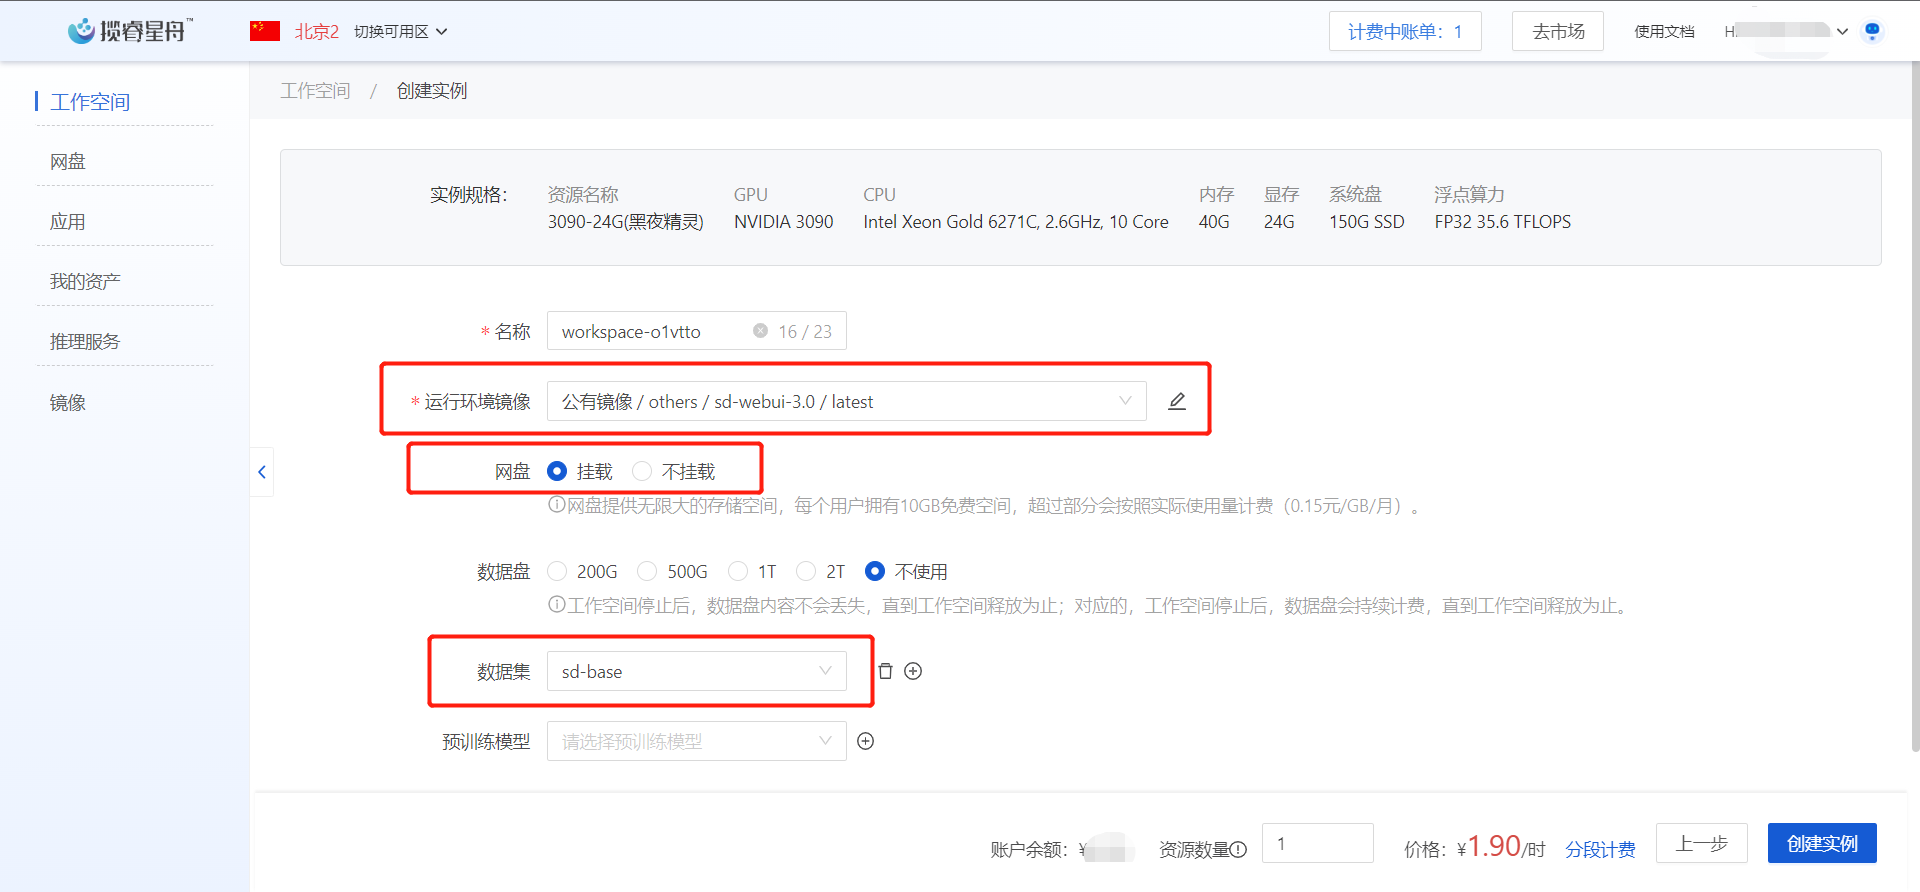 揽睿星舟™
北京2 切换可用区
计费中账单：1
去市场
使用文档
工作空间
网盘
应用
我的资产
推理服务
镜像
工作空间 / 创建实例
实例规格：
资源名称 GPU CPU 内存 显存 系统盘 浮点算力
3090-24G(黑夜精灵) NVIDIA 3090 Intel Xeon Gold 6271C, 2.6GHz, 10 Core 40G 24G 150G SSD FP32 35.6 TFLOPS
* 名称 workspace-o1vtto 16 / 23
* 运行环境镜像 公有镜像 / others / sd-webui-3.0 / latest
网盘 挂载 不挂载
网盘提供无限大的存储空间，每个用户拥有10GB免费空间，超过部分会按照实际使用量计费（0.15元/GB/月）。
数据盘 200G 500G 1T 2T 不使用
工作空间停止后，数据盘内容不会丢失，直到工作空间释放为止；对应的，工作空间停止后，数据盘会持续计费，直到工作空间释放为止。
数据集 sd-base
预训练模型 请选择预训练模型
账户余额：¥ 资源数量 1 价格：¥1.90/时 分段计费 上一步 创建实例